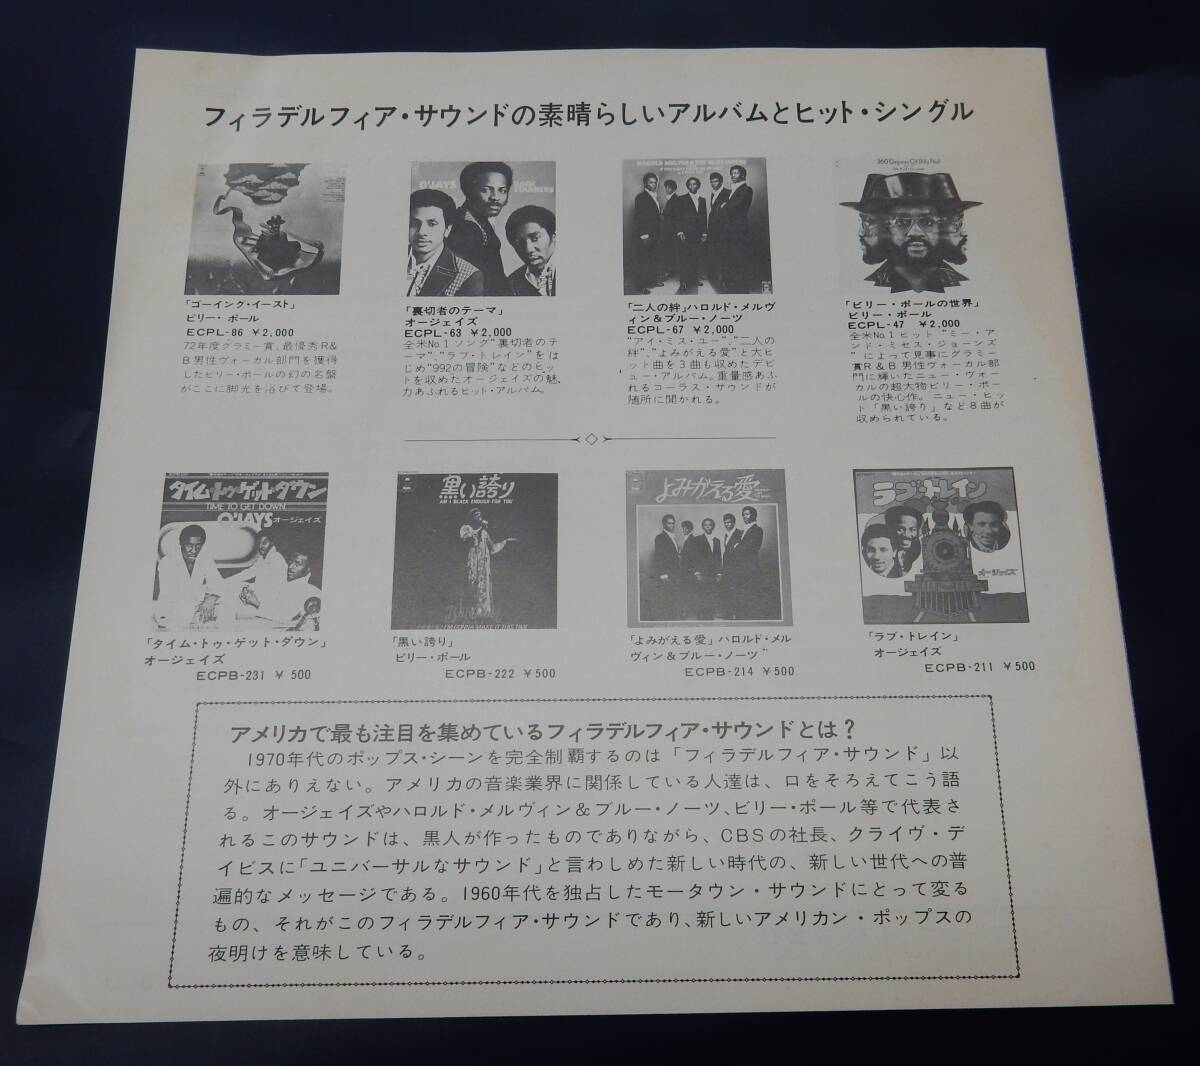 フィラデルフィア・サウンドの素晴らしいアルバムとヒット・シングル
O'JAYS
BACK STABBERS
HAROLD MELVIN & THE BLUE NOTES
360 Degrees Of Billy Paul
「ゴーイング・イースト」
ビリー・ポール
ECPL-86 ¥2,000
72年度グラミー賞、最優秀R&
B男性ヴォーカル部門を獲得
したビリー・ポールの幻の名盤
がここに脚光を浴びて登場。
「裏切者のテーマ」
オージェイズ
ECPL-63 ¥2,000
全米No.1ソング"裏切者のテ
ーマ","ラブ・トレイン"をは
じめ"992の冒険"などのヒッ
トを収めたオージェイズの魅
力あふれるヒット・アルバム。
「二人の絆」ハロルド・メルヴ
ィン&ブルー・ノーツ
ECPL-67 ¥2,000
"アイ・ミス・ユー","二人の
絆","よみがえる愛"と大ヒ
ット曲を3曲も収めたデビ
ュー・アルバム。重量感あふ
れるコーラス・サウンドが
随所に聞かれる。
「ビリー・ポールの世界」
ビリー・ポール
ECPL-47 ¥2,000
全米No.1ヒット"ミー・ア
ンド・ミセス・ジョーンズ
"によって見事にグラミー
賞R&B男性ヴォーカル部
門に輝いたニュー・ヴォー
カルの超大物ビリー・ポー
ルの快心作。ニュー・ヒッ
ト「黒い誇り」など8曲が
収められている。
タイム・トゥ・ゲット・ダウン
TIME TO GET DOWN
O'JAYS オージェイズ
黒い誇り
AM I BLACK ENOUGH FOR YOU
I'M GONNA MAKE IT THIS TIME
よみがえる愛
ラブ・トレイン
オージェイズ
「タイム・トゥ・ゲット・ダウン」
オージェイズ
ECPB-231 ¥500
「黒い誇り」
ビリー・ポール
ECPB-222 ¥500
「よみがえる愛」ハロルド・メル
ヴィン&ブルー・ノーツ
ECPB-214 ¥500
「ラブ・トレイン」
オージェイズ
ECPB-211 ¥500
アメリカで最も注目を集めているフィラデルフィア・サウンドとは?
1970年代のポップス・シーンを完全制覇するのは「フィラデルフィア・サウンド」以
外にありえない。アメリカの音楽業界に関係している人達は、口をそろえてこう語
る。オージェイズやハロルド・メルヴィン&ブルー・ノーツ、ビリー・ポール等で代表さ
れるこのサウンドは、黒人が作ったものでありながら、CBSの社長、クライヴ・デ
イビスに「ユニバーサルなサウンド」と言わしめた新しい時代の、新しい世代への普
遍的なメッセージである。1960年代を独占したモータウン・サウンドにとって変る
もの、それがこのフィラデルフィア・サウンドであり、新しいアメリカン・ポップスの
夜明けを意味している。